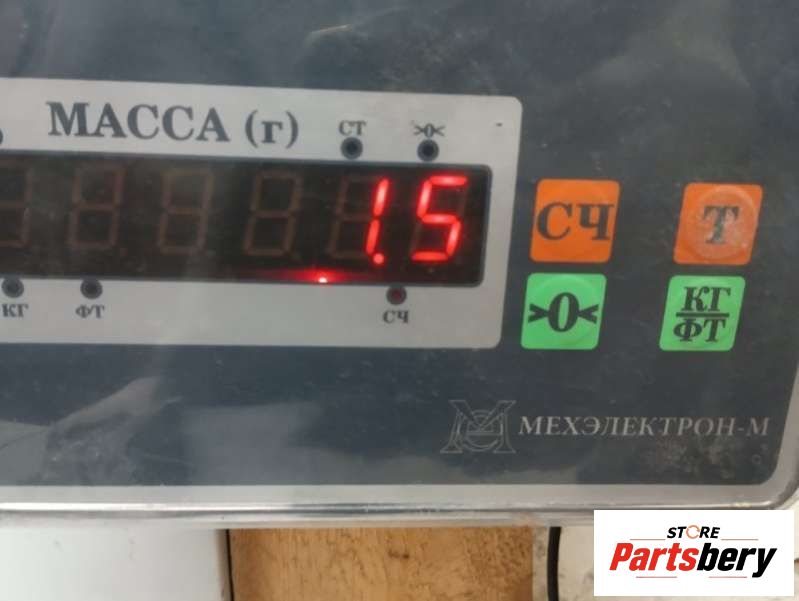 МАССА (г)
СТ
>0<
1.5
СЧ
Т
КГ
ФТ
СЧ
>0<
КГ
ФТ
МЕХЭЛЕКТРОН-М
STORE
Partsbery